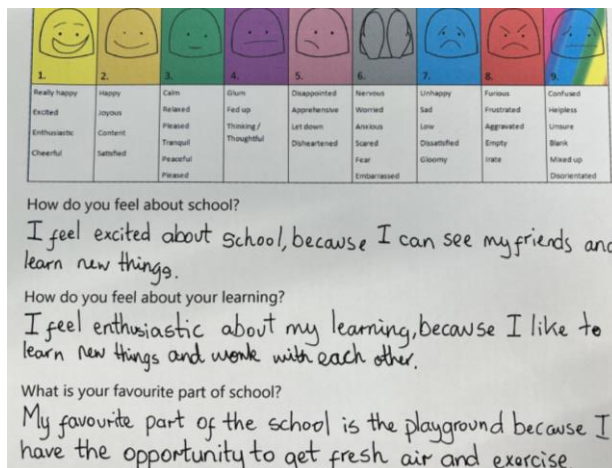 1. 2. 3. 4. 5. 6. 7. 8. 9.
Really happy Happy Calm Glum Disappointed Nervous Unhappy Furious Confused
Excited Joyous Relaxed Fed up Apprehensive Worried Sad Frustrated Helpless
Enthusiastic Content Pleased Thinking / Let down Anxious Low Aggravated Unsure
Thoughtful
Cheerful Satisfied Tranquil Disheartened Scared Dissatisfied Empty Blank
Peaceful Fear Gloomy Irate Mixed up
Pleased Embarrassed Disorientated
How do you feel about school?
I feel excited about school, because I can see my friends and
learn new things.
How do you feel about your learning?
I feel enthusiastic about my learning, because I like to
learn new things and work with each other.
What is your favourite part of school?
My favourite part of the school is the playground because I
have the opportunity to get fresh air and exercise